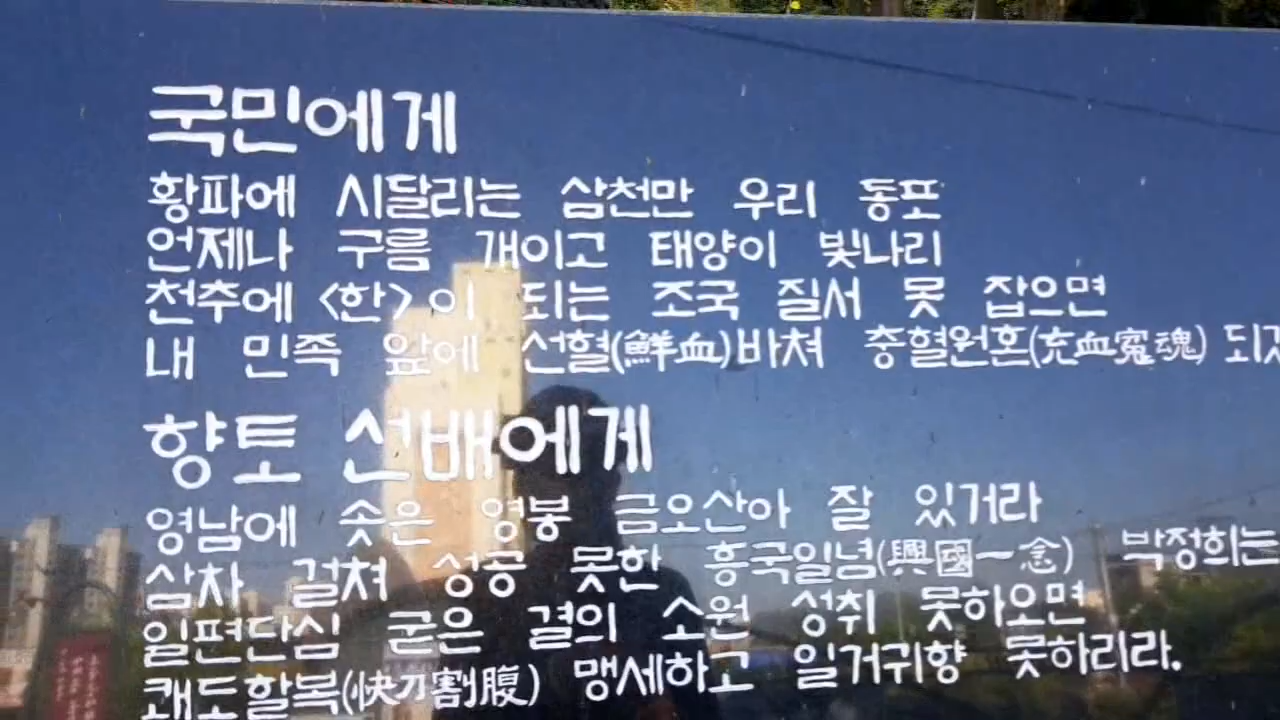 국민에게
황파에 시달리는 삼천만 우리 동포
언제나 구름 개이고 태양이 빛나리
천추에 <한>이 되는 조국 질서 못 잡으면
내 민족 앞에 선혈(鮮血)바쳐 충혈원혼(充血寃魂)
향토 선배에게
영남에 솟은 영봉 금오산아 잘 있거라
삼차 걸쳐 성공 못한 흥국일념(興國一念) 박정희는
일편단심 굳은 결의 소원 성취 못하오면
쾌도할복(快刀割腹) 맹세하고 일거귀향 못하리라.